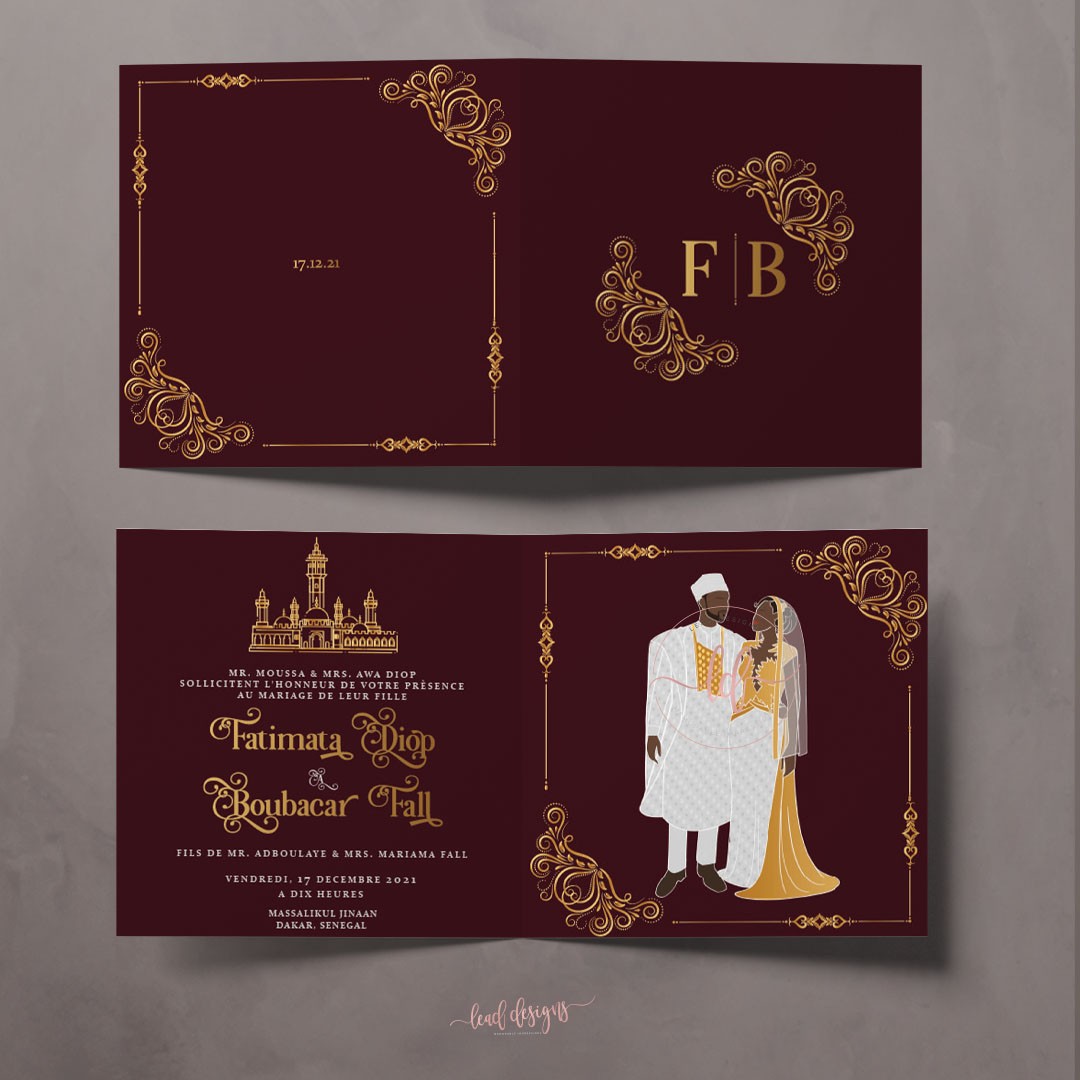 17.12.21
F | B
MR. MOUSSA & MRS. AWA DIOP
SOLLICITENT L'HONNEUR DE VOTRE PRÈSENCE
AU MARIAGE DE LEUR FILLE
Fatimata Diop
&
Boubacar Fall
FILS DE MR. ADBOULAYE & MRS. MARIAMA FALL
VENDREDI, 17 DECEMBRE 2021
A DIX HEURES
MASSALIKUL JINAAN
DAKAR, SENEGAL
ld
lead designs